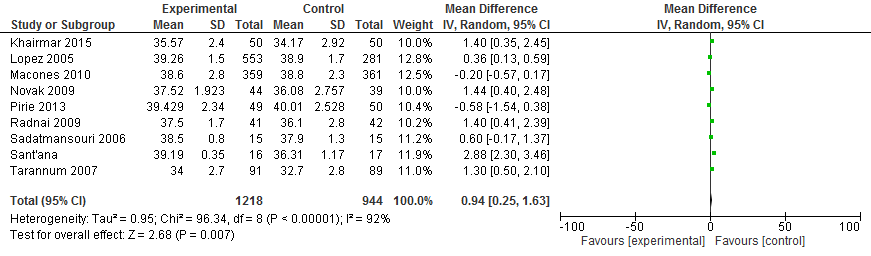 Experimental Control Mean Difference Mean Difference
Study or Subgroup Mean SD Total Mean SD Total Weight IV, Random, 95% CI IV, Random, 95% CI
Khairmar 2015 35.57 2.4 50 34.17 2.92 50 10.0% 1.40 [0.35, 2.45]
Lopez 2005 39.26 1.5 553 38.9 1.7 281 12.8% 0.36 [0.13, 0.59]
Macones 2010 38.6 2.8 359 38.8 2.3 361 12.5% -0.20 [-0.57, 0.17]
Novak 2009 37.52 1.923 44 36.08 2.757 39 10.0% 1.44 [0.40, 2.48]
Pirie 2013 39.429 2.34 49 40.01 2.528 50 10.3% -0.58 [-1.54, 0.38]
Radnai 2009 37.5 1.7 41 36.1 2.8 42 10.2% 1.40 [0.41, 2.39]
Sadatmansouri 2006 38.5 0.8 15 37.9 1.3 15 11.2% 0.60 [-0.17, 1.37]
Sant'ana 39.19 0.35 16 36.31 1.17 17 11.9% 2.88 [2.30, 3.46]
Tarannum 2007 34 2.7 91 32.7 2.8 89 11.0% 1.30 [0.50, 2.10]
Total (95% CI) 1218 944 100.0% 0.94 [0.25, 1.63]
Heterogeneity: Tau² = 0.95; Chi² = 96.34, df = 8 (P < 0.00001); I² = 92%
Test for overall effect: Z = 2.68 (P = 0.007)
-100 -50 0 50 100
Favours [experimental] Favours [control]